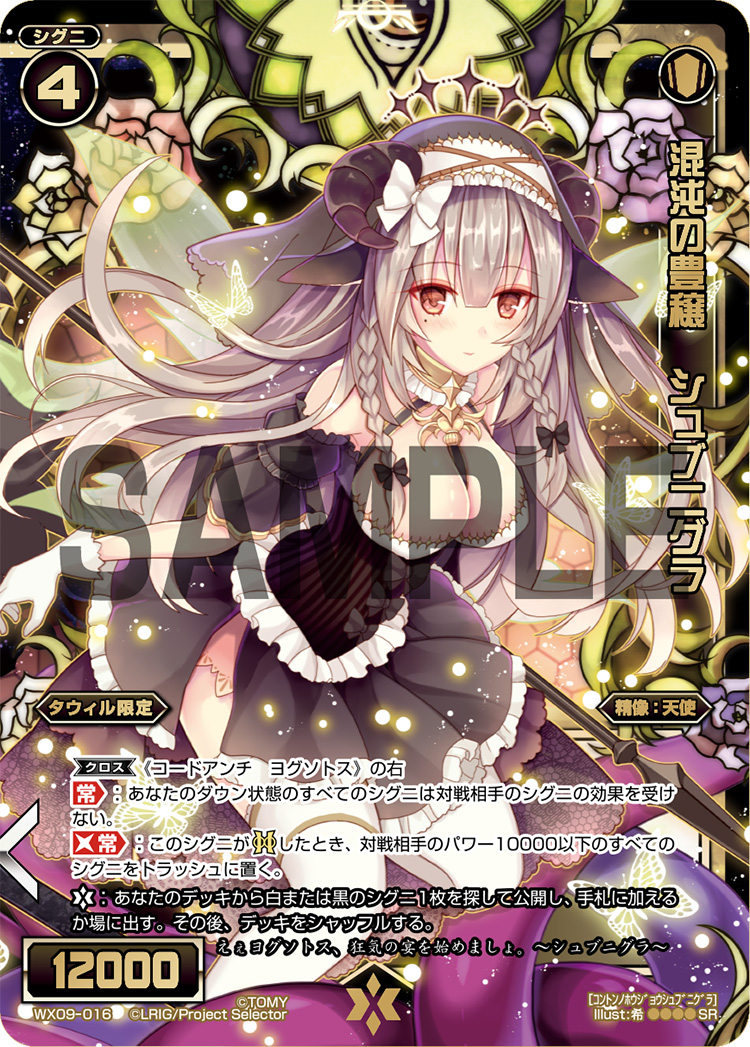 シグニ
4
混沌の豊穣 シュブニグラ
SAMPLE
タウィル限定
精像：天使
クロス 《コードアンチ ヨグソトス》の右
常：あなたのダウン状態のすべてのシグニは対戦相手のシグニの効果を受け
ない。
常：このシグニがしたとき、対戦相手のパワー10000以下のすべての
シグニをトラッシュに置く。
：あなたのデッキから白または黒のシグニ1枚を探して公開し、手札に加える
か場に出す。その後、デッキをシャッフルする。
えぇヨグソトス、狂気の宴を始めましょ。～シュブニグラ～
12000
©TOMY
WX09-016 ©LRIG/Project Selector
[コントンノホウジョウシュブニグラ]
Illust:希 SR